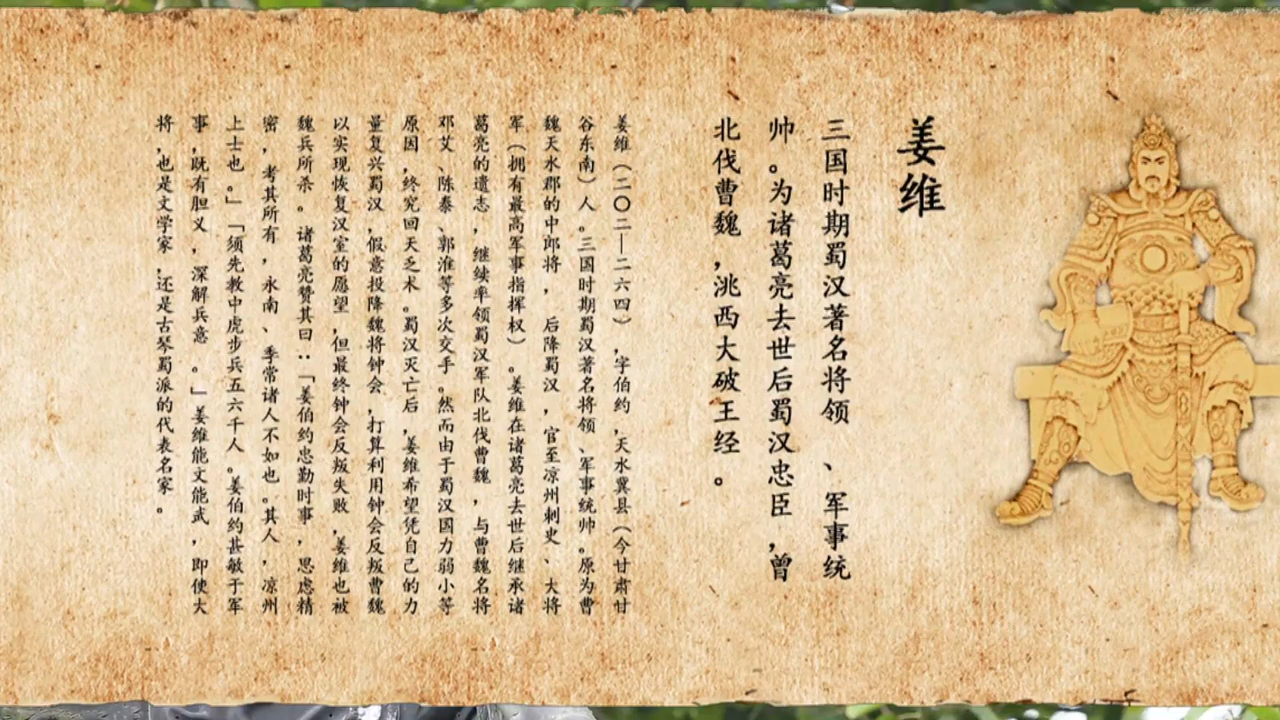 姜维
三国时期蜀汉著名将领、军事统
帅。为诸葛亮去世后蜀汉忠臣，曾
北伐曹魏，洮西大破王经。
姜维（二〇二—二六四），字伯约，天水冀县（今甘肃甘
谷东南）人。三国时期蜀汉著名将领、军事统帅。原为曹
魏天水郡的中郎将，后降蜀汉，官至凉州刺史、大将
军（拥有最高军事指挥权）。姜维在诸葛亮去世后继承诸
葛亮的遗志，继续率领蜀汉军队北伐曹魏，与曹魏名将
邓艾、陈泰、郭淮等多次交手。然而由于蜀汉国力弱小等
原因，终究回天乏术。蜀汉灭亡后，姜维希望凭自己的力
量复兴蜀汉，假意投降魏将钟会，打算利用钟会反叛曹魏
以实现恢复汉室的愿望，但最终钟会反叛失败，姜维也被
魏兵所杀。诸葛亮赞其曰：「姜伯约忠勤时事，思虑精
密，考其所有，永南、季常诸人不如也。其人，凉州
上士也。」「须先教中虎步兵五六千人。姜伯约甚敏于军
事，既有胆义，深解兵意。」姜维能文能武，即使大
将，也是文学家，还是古琴蜀派的代表名家。